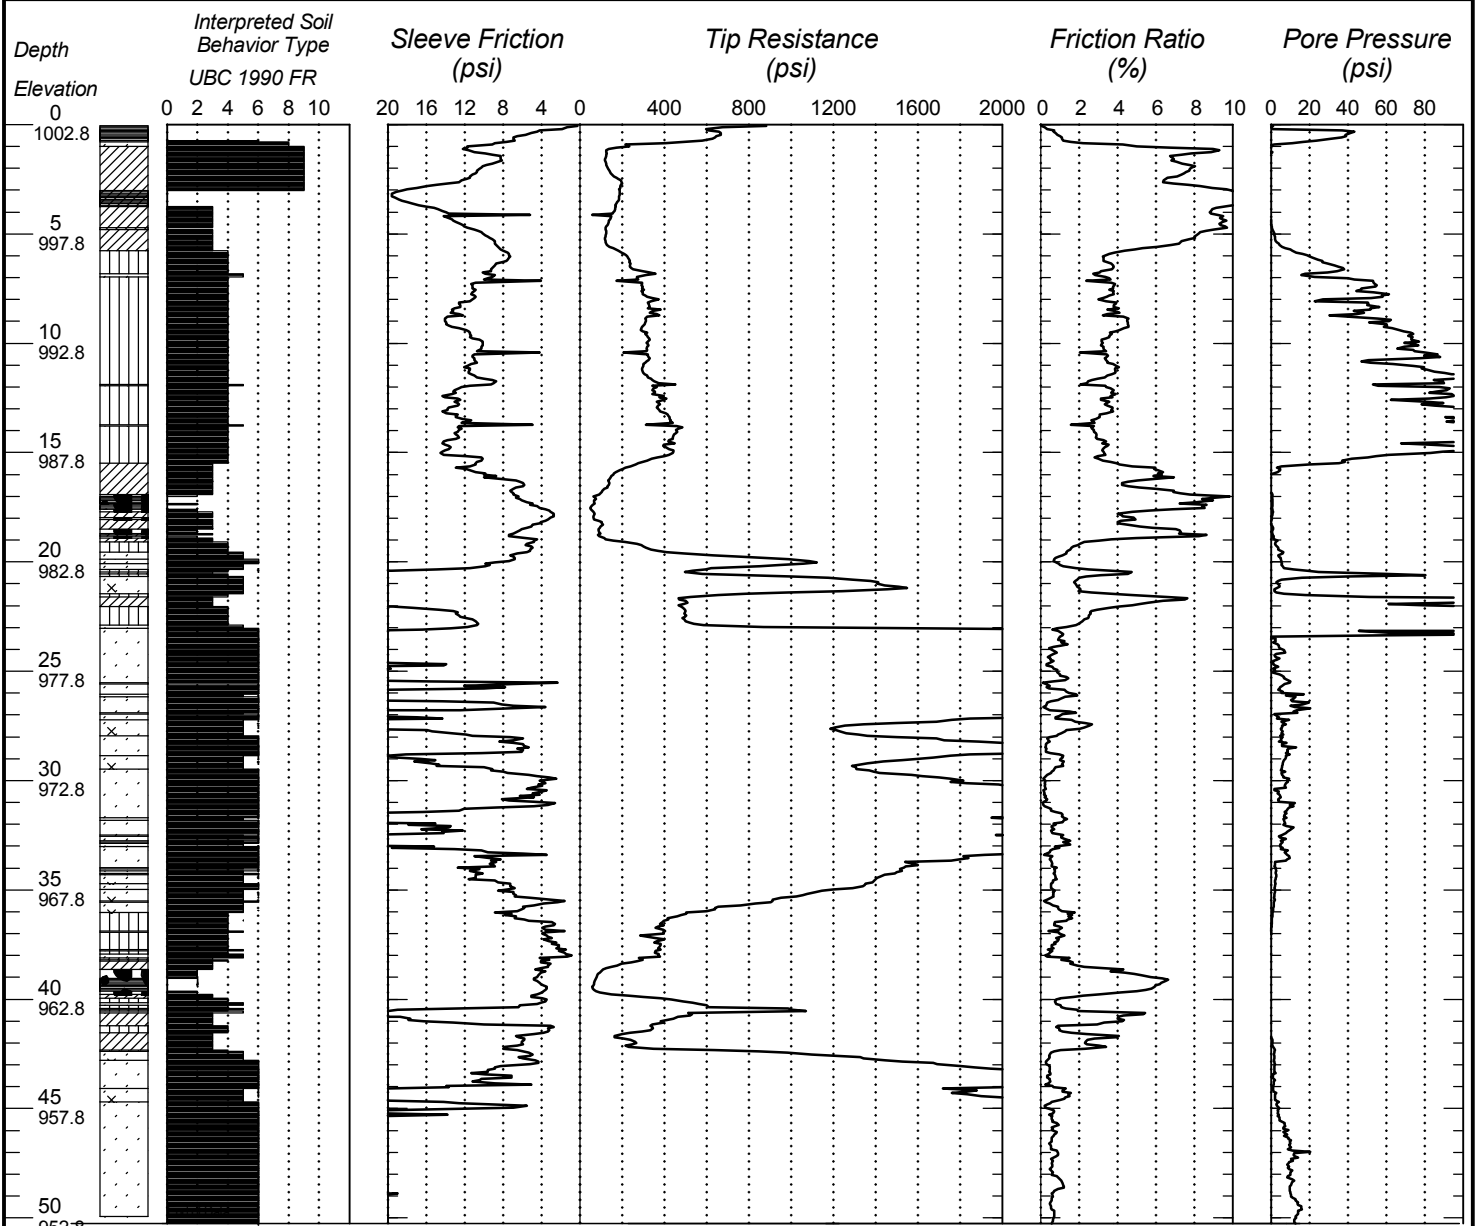 Depth
Elevation
Interpreted Soil
Behavior Type
UBC 1990 FR
Sleeve Friction
(psi)
Tip Resistance
(psi)
Friction Ratio
(%)
Pore Pressure
(psi)
0 2 4 6 8 10
20 16 12 8 4 0
400 800 1200 1600 2000
0 2 4 6 8 10
0 20 40 60 80
0
1002.8
5
997.8
10
992.8
15
987.8
20
982.8
25
977.8
30
972.8
35
967.8
40
962.8
45
957.8
50